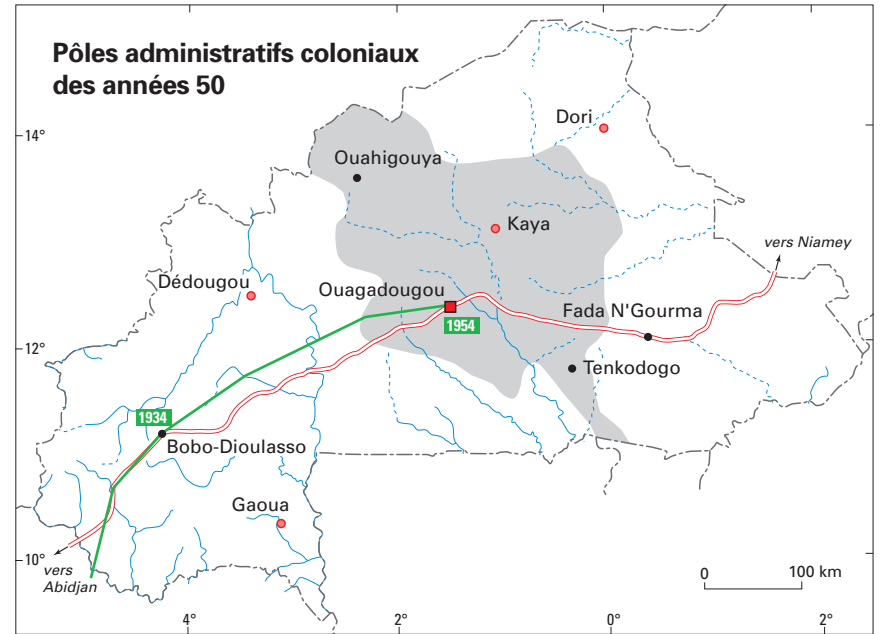 Pôles administratifs coloniaux
des années 50
14°
Dori
Ouahigouya
Kaya
vers Niamey
Dédougou
Ouagadougou
Fada N'Gourma
1954
12°
Tenkodogo
1934
Bobo-Dioulasso
Gaoua
10°
vers
Abidjan
0
100 km
4°
2°
0°
2°